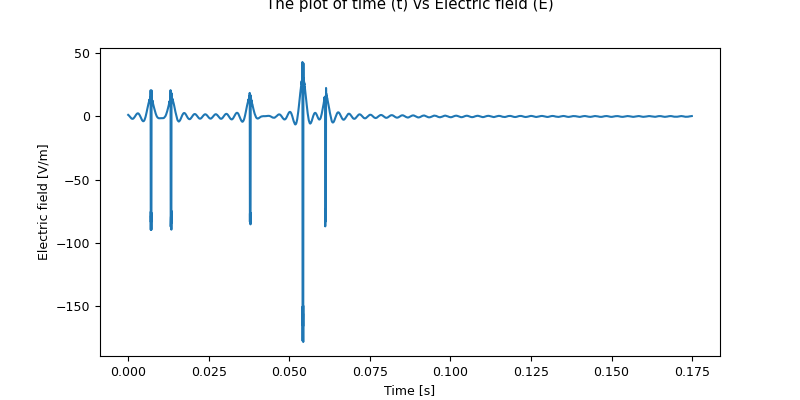 The plot of time (t) vs Electric field (E)
50
0
−50
−100
−150
Electric field [V/m]
0.000 0.025 0.050 0.075 0.100 0.125 0.150 0.175
Time [s]